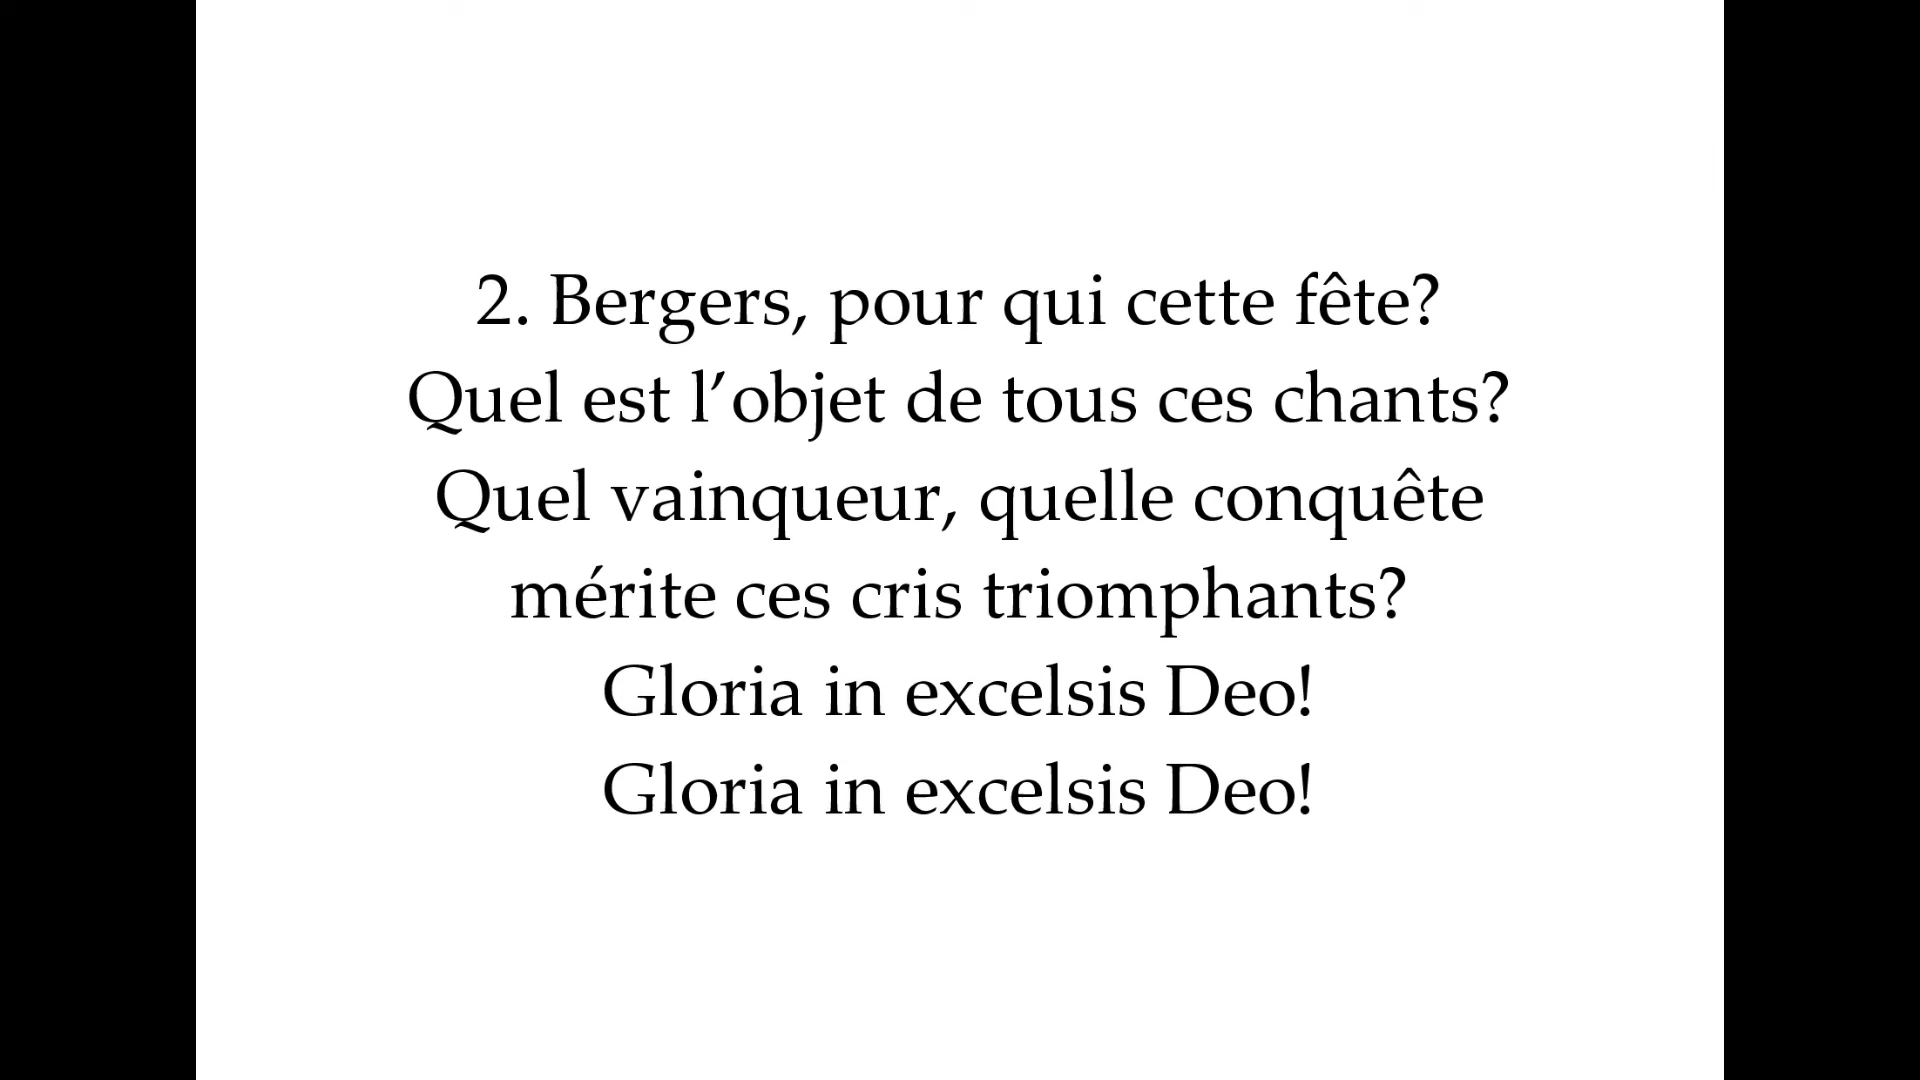 2. Bergers, pour qui cette fête?
Quel est l’objet de tous ces chants?
Quel vainqueur, quelle conquête
mérite ces cris triomphants?
Gloria in excelsis Deo!
Gloria in excelsis Deo!